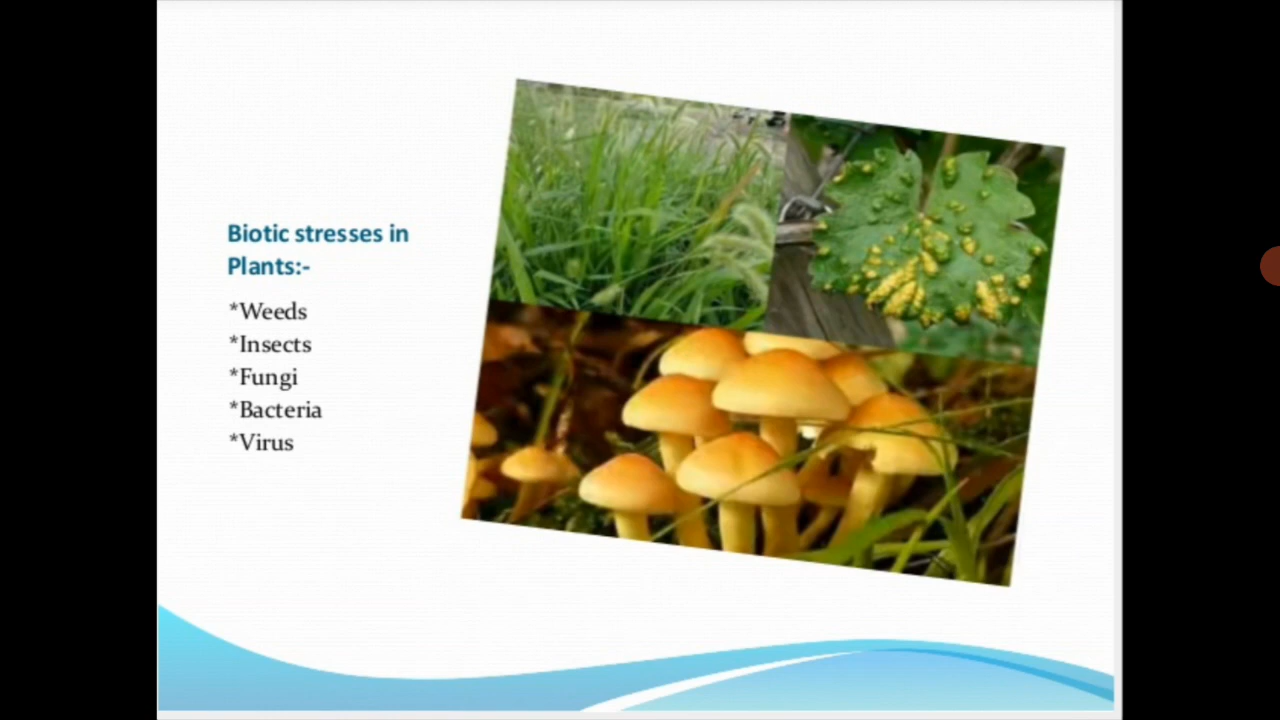 Biotic stresses in
Plants:-
*Weeds
*Insects
*Fungi
*Bacteria
*Virus